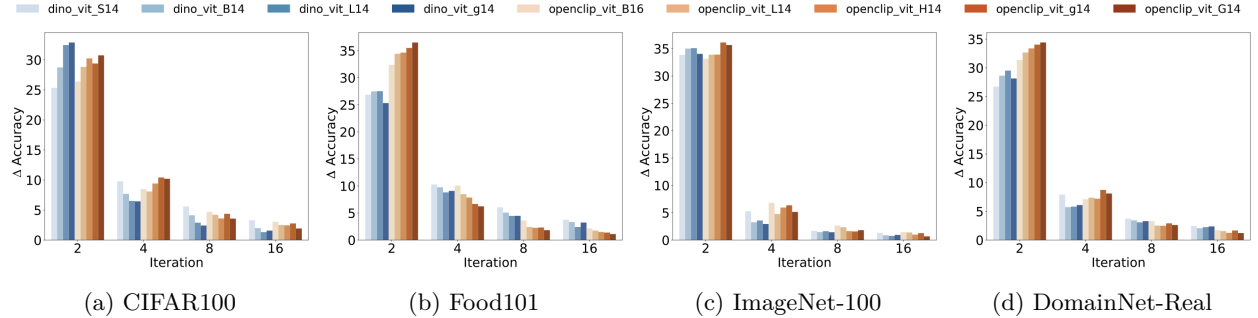 dino_vit_S14 dino_vit_B14 dino_vit_L14 dino_vit_g14 openclip_vit_B16 openclip_vit_L14 openclip_vit_H14 openclip_vit_g14 openclip_vit_G14
Δ Accuracy
30
25
20
15
10
5
0
2 4 8 16
Iteration
(a) CIFAR100
Δ Accuracy
35
30
25
20
15
10
5
0
2 4 8 16
Iteration
(b) Food101
Δ Accuracy
35
30
25
20
15
10
5
0
2 4 8 16
Iteration
(c) ImageNet-100
Δ Accuracy
35
30
25
20
15
10
5
0
2 4 8 16
Iteration
(d) DomainNet-Real